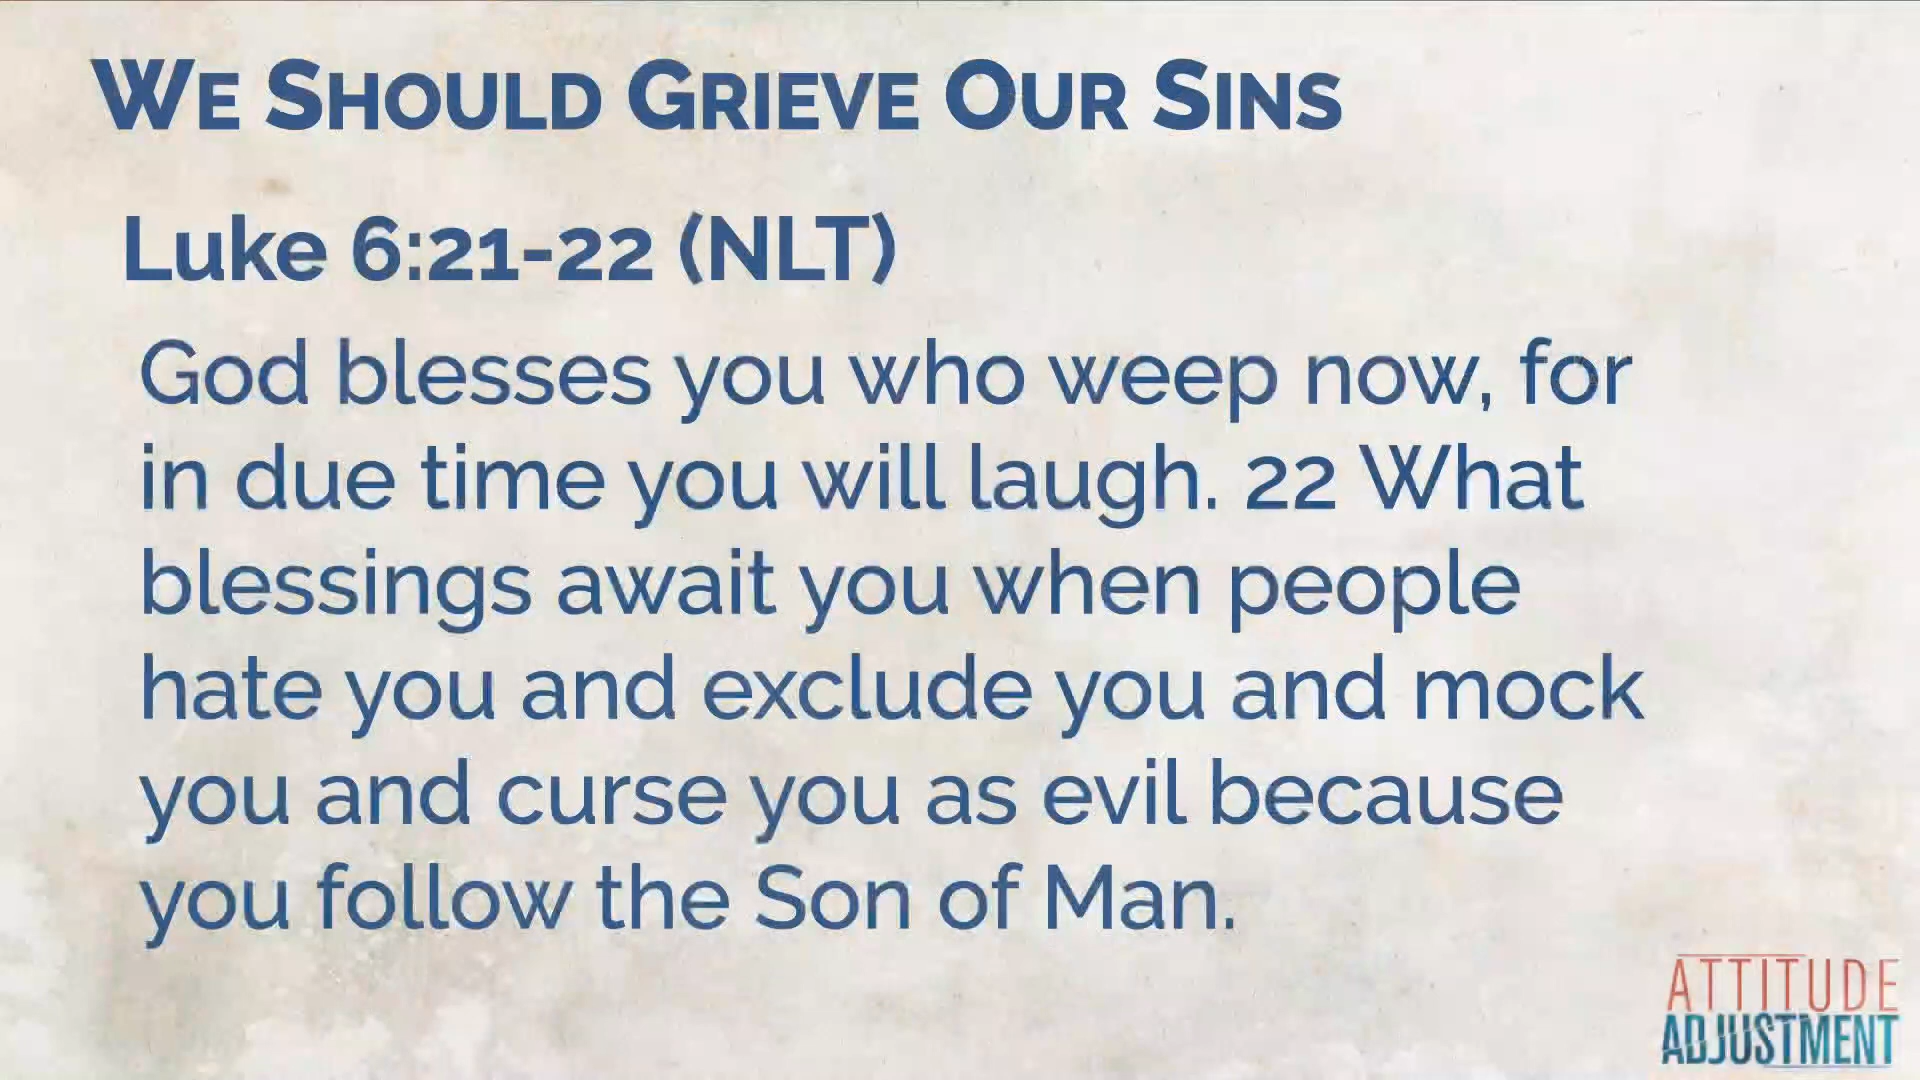 WE SHOULD GRIEVE OUR SINS
Luke 6:21-22 (NLT)
God blesses you who weep now, for
in due time you will laugh. 22 What
blessings await you when people
hate you and exclude you and mock
you and curse you as evil because
you follow the Son of Man.
ATTITUDE
ADJUSTMENT